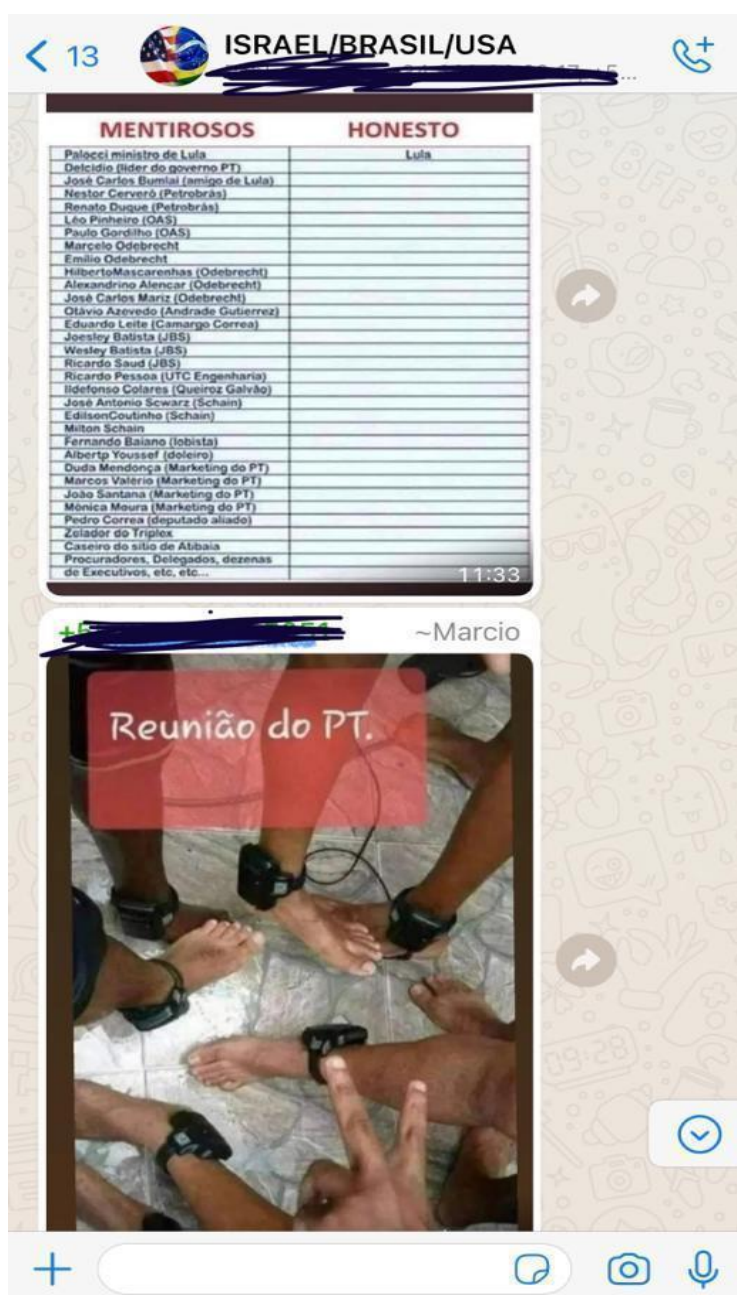 13
ISRAEL/BRASIL/USA
MENTIROSOS HONESTO
Palocci ministro de Lula Lula
Delcidio (líder do governo PT)
José Carlos Bumlai (amigo de Lula)
Nestor Cerveró (Petrobrás)
Renato Duque (Petrobrás)
Léo Pinheiro (OAS)
Paulo Gordilho (OAS)
Marcelo Odebrecht
Emílio Odebrecht
HilbertoMascarenhas (Odebrecht)
Alexandrino Alencar (Odebrecht)
José Carlos Mariz (Odebrecht)
Otávio Azevedo (Andrade Gutierrez)
Eduardo Leite (Camargo Correa)
Joesley Batista (JBS)
Wesley Batista (JBS)
Ricardo Saud (JBS)
Ricardo Pessoa (UTC Engenharia)
Ildefonso Colares (Queiroz Galvão)
José Antonio Scwarz (Schain)
EdilsonCoutinho (Schain)
Milton Schain
Fernando Baiano (lobista)
Albertp Youssef (doleiro)
Duda Mendonça (Marketing do PT)
Marcos Valério (Marketing do PT)
João Santana (Marketing do PT)
Mônica Moura (Marketing do PT)
Pedro Correa (deputado aliado)
Zelador do Triplex
Caseiro do sítio de Atibaia
Procuradores, Delegados, dezenas
de Executivos, etc, etc...
11:33
~Marcio
Reunião do PT.